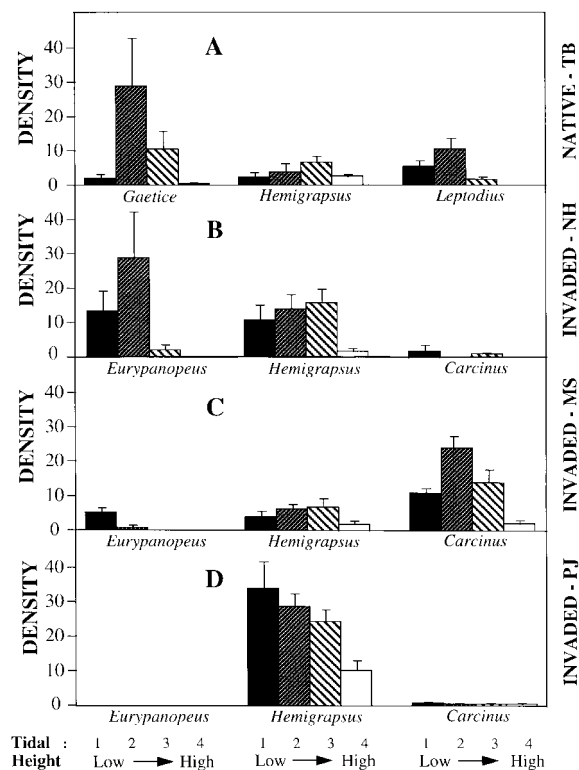 A
DENSITY
40
30
20
10
0
Gaetice Hemigrapsus Leptodius
NATIVE - TB
B
DENSITY
40
30
20
10
0
Eurypanopeus Hemigrapsus Carcinus
INVADED - NH
C
DENSITY
40
30
20
10
0
Eurypanopeus Hemigrapsus Carcinus
INVADED - MS
D
DENSITY
40
30
20
10
0
Eurypanopeus Hemigrapsus Carcinus
INVADED - PJ
Tidal : 1 2 3 4 1 2 3 4 1 2 3 4
Height Low High Low High Low High